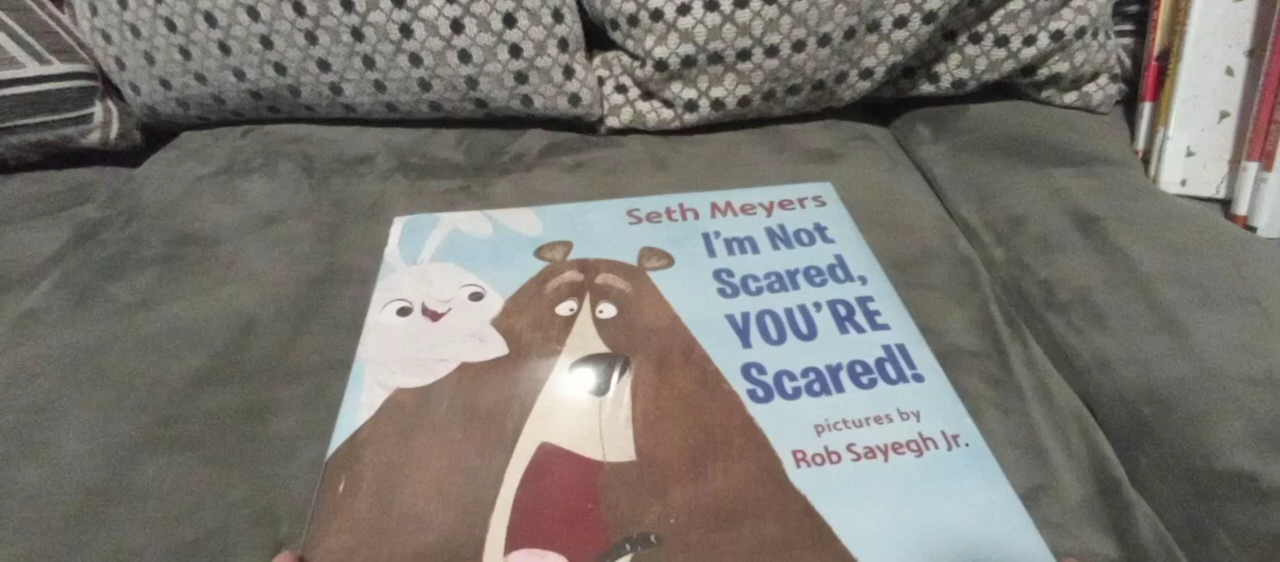 Seth Meyers
I'm Not
Scared,
YOU'RE
Scared!
pictures by
Rob Sayegh Jr.